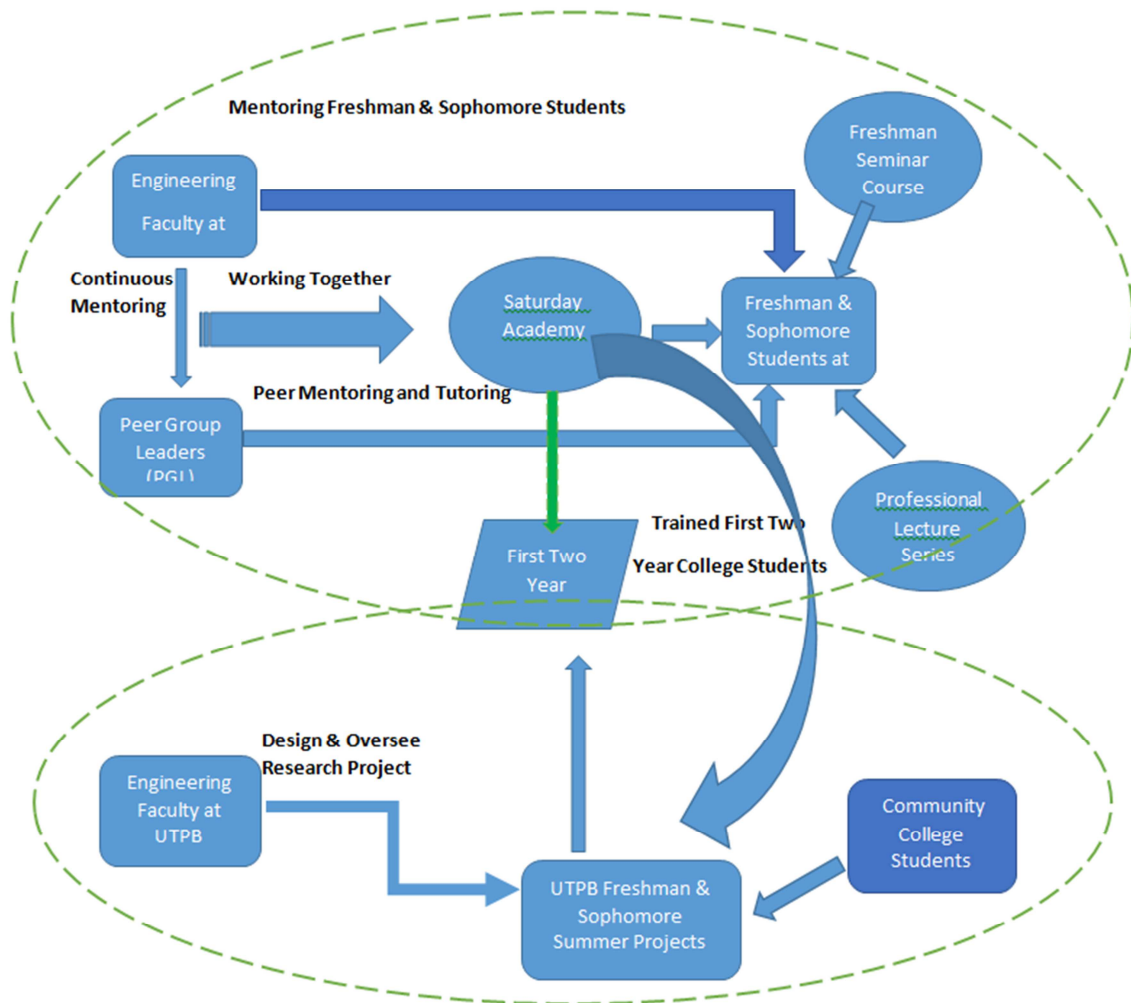 Mentoring Freshman & Sophomore Students
Freshman
Seminar
Course
Engineering
Faculty at
Continuous
Mentoring
Working Together
Saturday
Academy
Freshman &
Sophomore
Students at
Peer Mentoring and Tutoring
Peer Group
Leaders
(PGL)
Professional
Lecture
Series
Trained First Two
Year College Students
First Two
Year
Design & Oversee
Research Project
Engineering
Faculty at
UTPB
Community
College
Students
UTPB Freshman &
Sophomore
Summer Projects